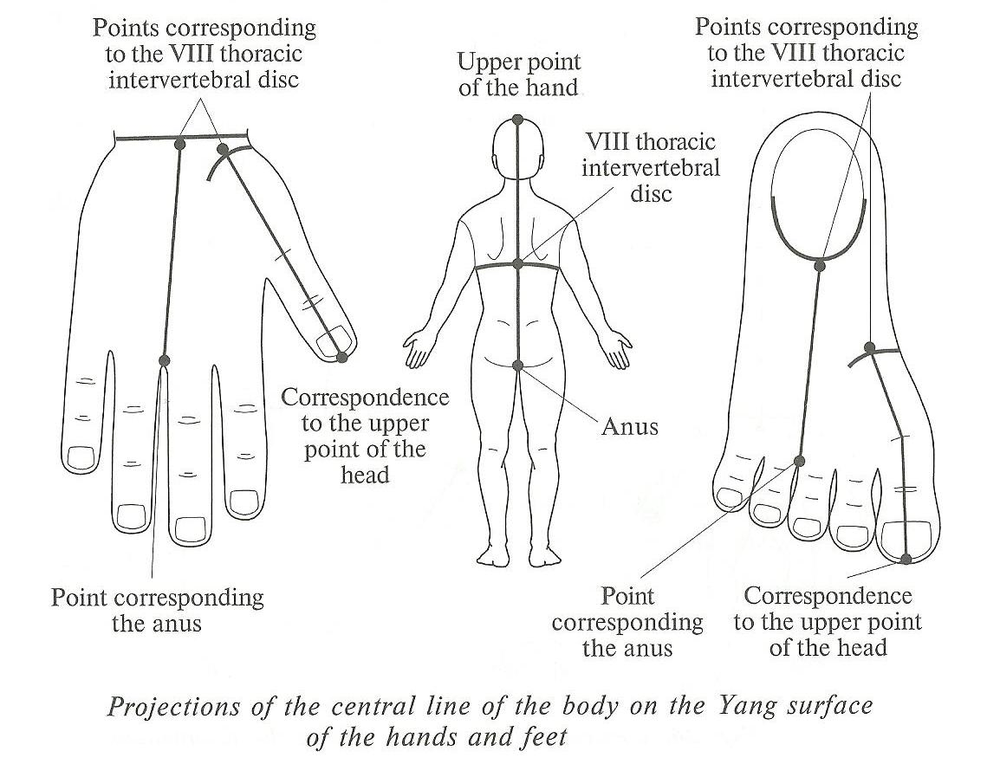 Points corresponding
to the VIII thoracic
intervertebral disc
Upper point
of the hand
VIII thoracic
intervertebral
disc
Points corresponding
to the VIII thoracic
intervertebral disc
Correspondence
to the upper
point of the
head
Anus
Point corresponding
the anus
Point
corresponding
the anus
Correspondence
to the upper point
of the head
Projections of the central line of the body on the Yang surface
of the hands and feet